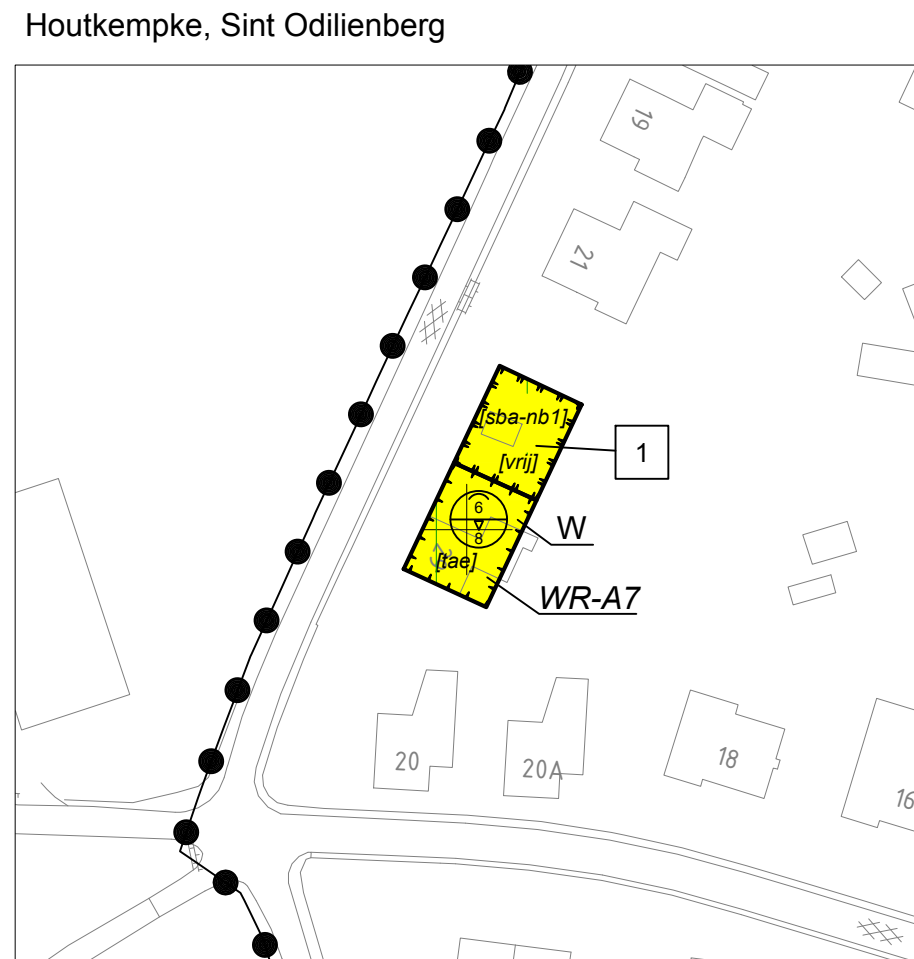 Houtkempke, Sint Odilienberg
19
21
[sba-nb1]
[vrij]
1
6
8
W
[tae]
WR-A7
20
20A
18
16